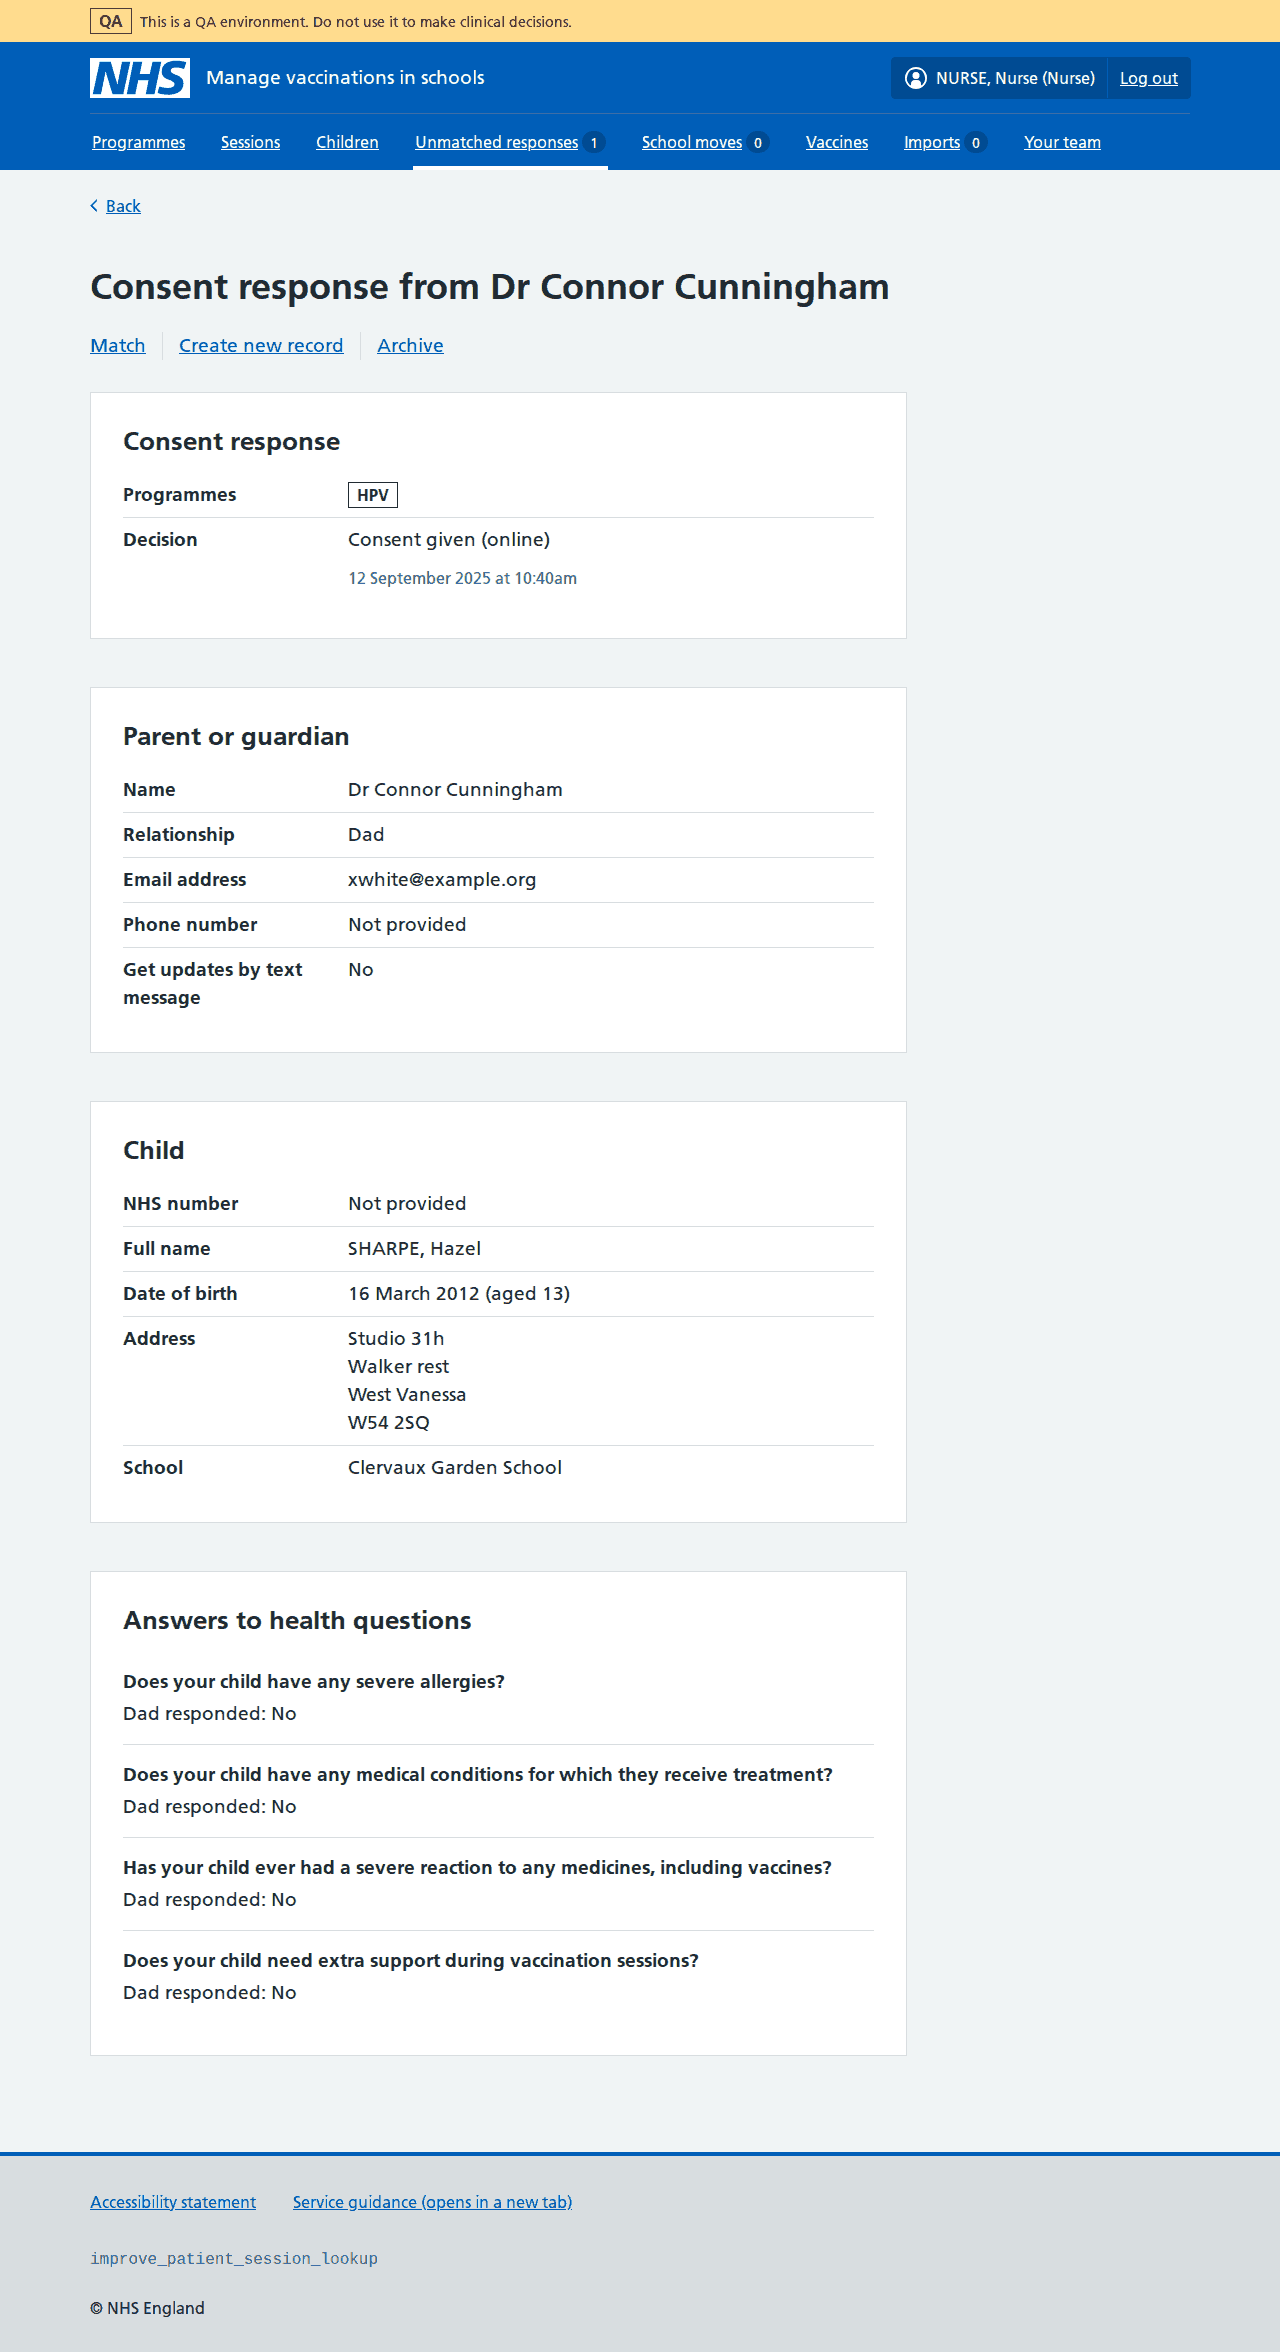 QA This is a QA environment. Do not use it to make clinical decisions.
NHS Manage vaccinations in schools NURSE, Nurse (Nurse) Log out
Programmes Sessions Children Unmatched responses 1 School moves 0 Vaccines Imports 0 Your team
Back
Consent response from Dr Connor Cunningham
Match Create new record Archive
Consent response
Programmes HPV
Decision Consent given (online)
12 September 2025 at 10:40am
Parent or guardian
Name Dr Connor Cunningham
Relationship Dad
Email address xwhite@example.org
Phone number Not provided
Get updates by text No
message
Child
NHS number Not provided
Full name SHARPE, Hazel
Date of birth 16 March 2012 (aged 13)
Address Studio 31h
Walker rest
West Vanessa
W54 2SQ
School Clervaux Garden School
Answers to health questions
Does your child have any severe allergies?
Dad responded: No
Does your child have any medical conditions for which they receive treatment?
Dad responded: No
Has your child ever had a severe reaction to any medicines, including vaccines?
Dad responded: No
Does your child need extra support during vaccination sessions?
Dad responded: No
Accessibility statement Service guidance (opens in a new tab)
improve_patient_session_lookup
© NHS England